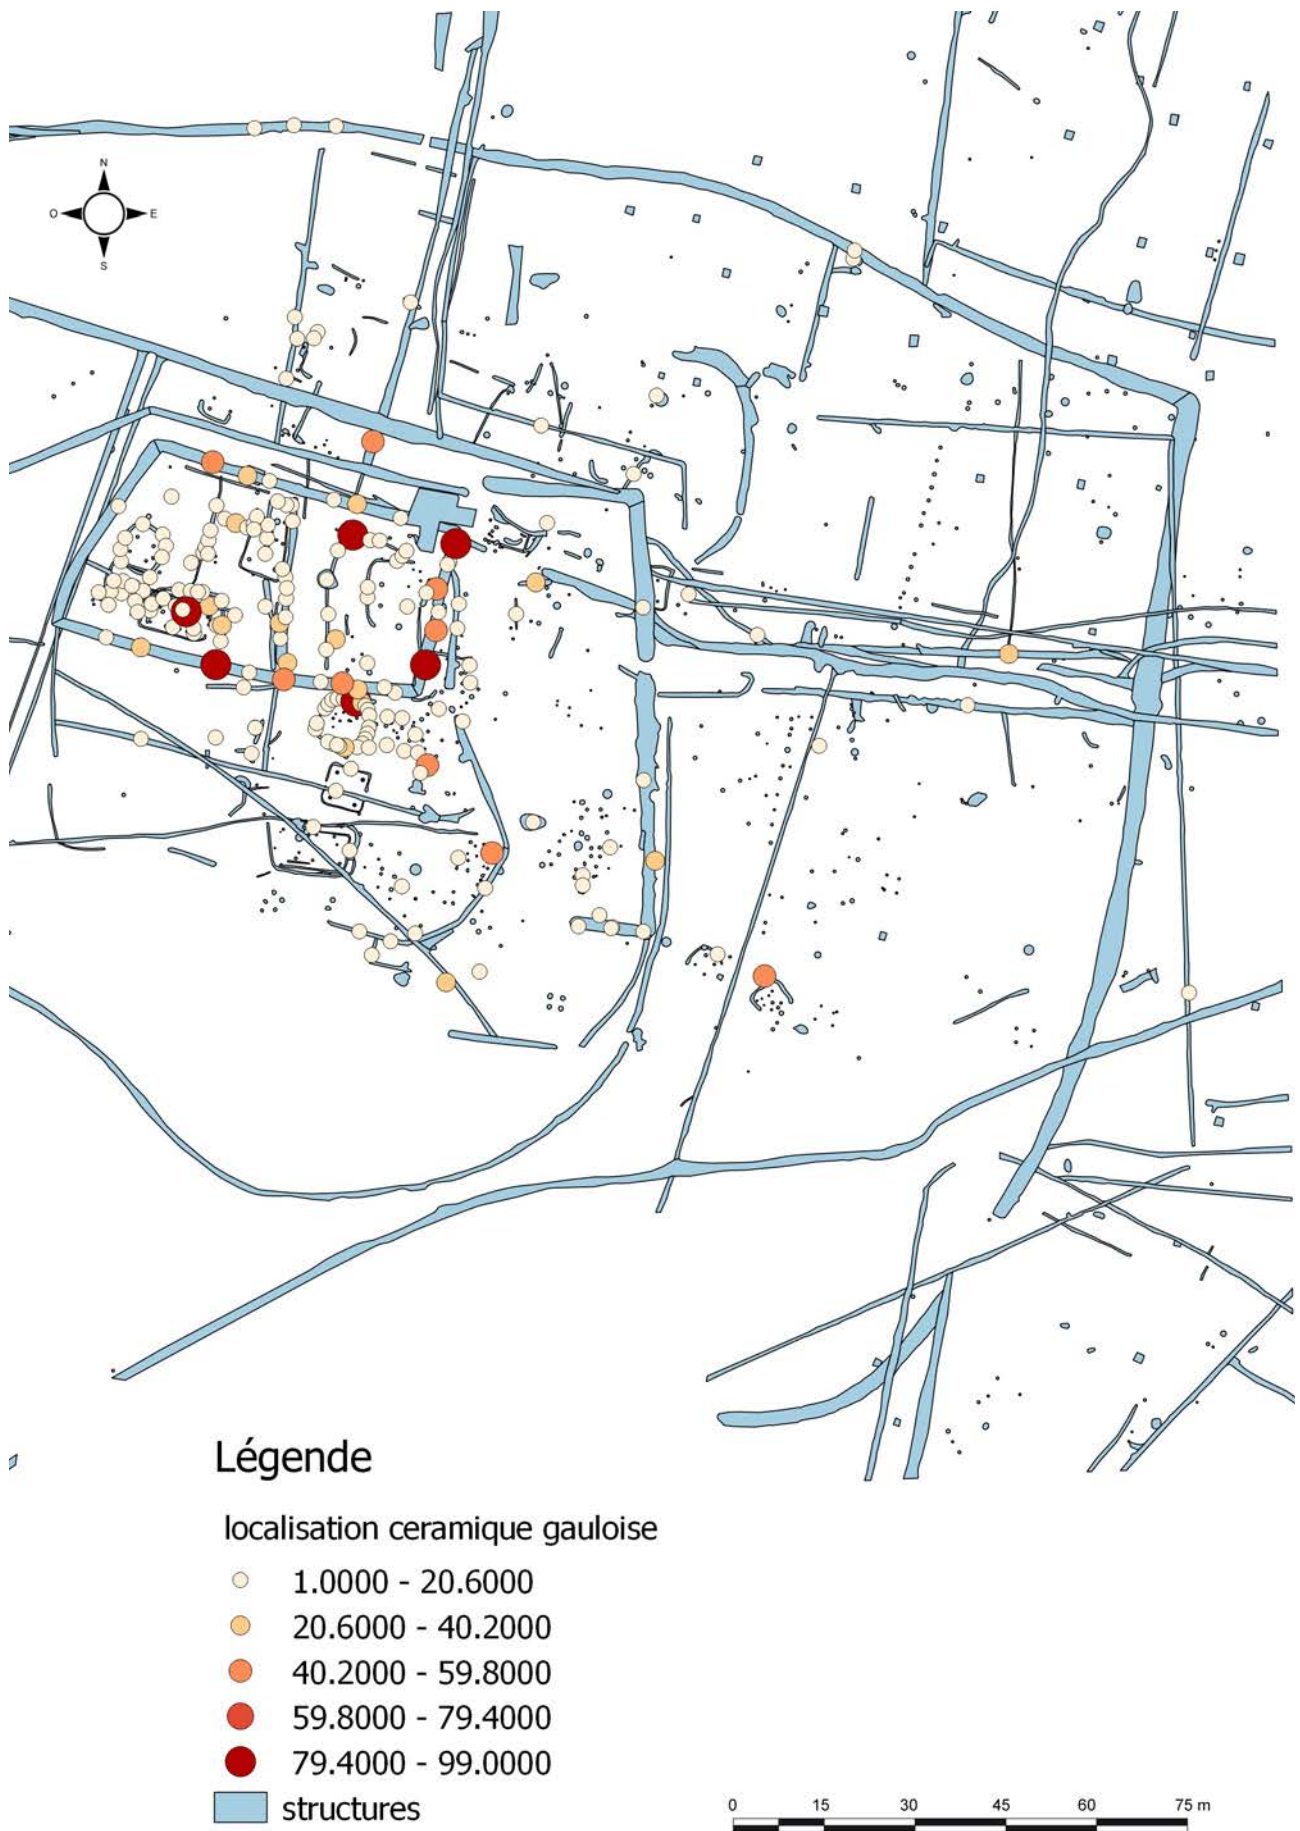 N
O E
S
Légende
localisation ceramique gauloise
1.0000 - 20.6000
20.6000 - 40.2000
40.2000 - 59.8000
59.8000 - 79.4000
79.4000 - 99.0000
structures
0 15 30 45 60 75 m